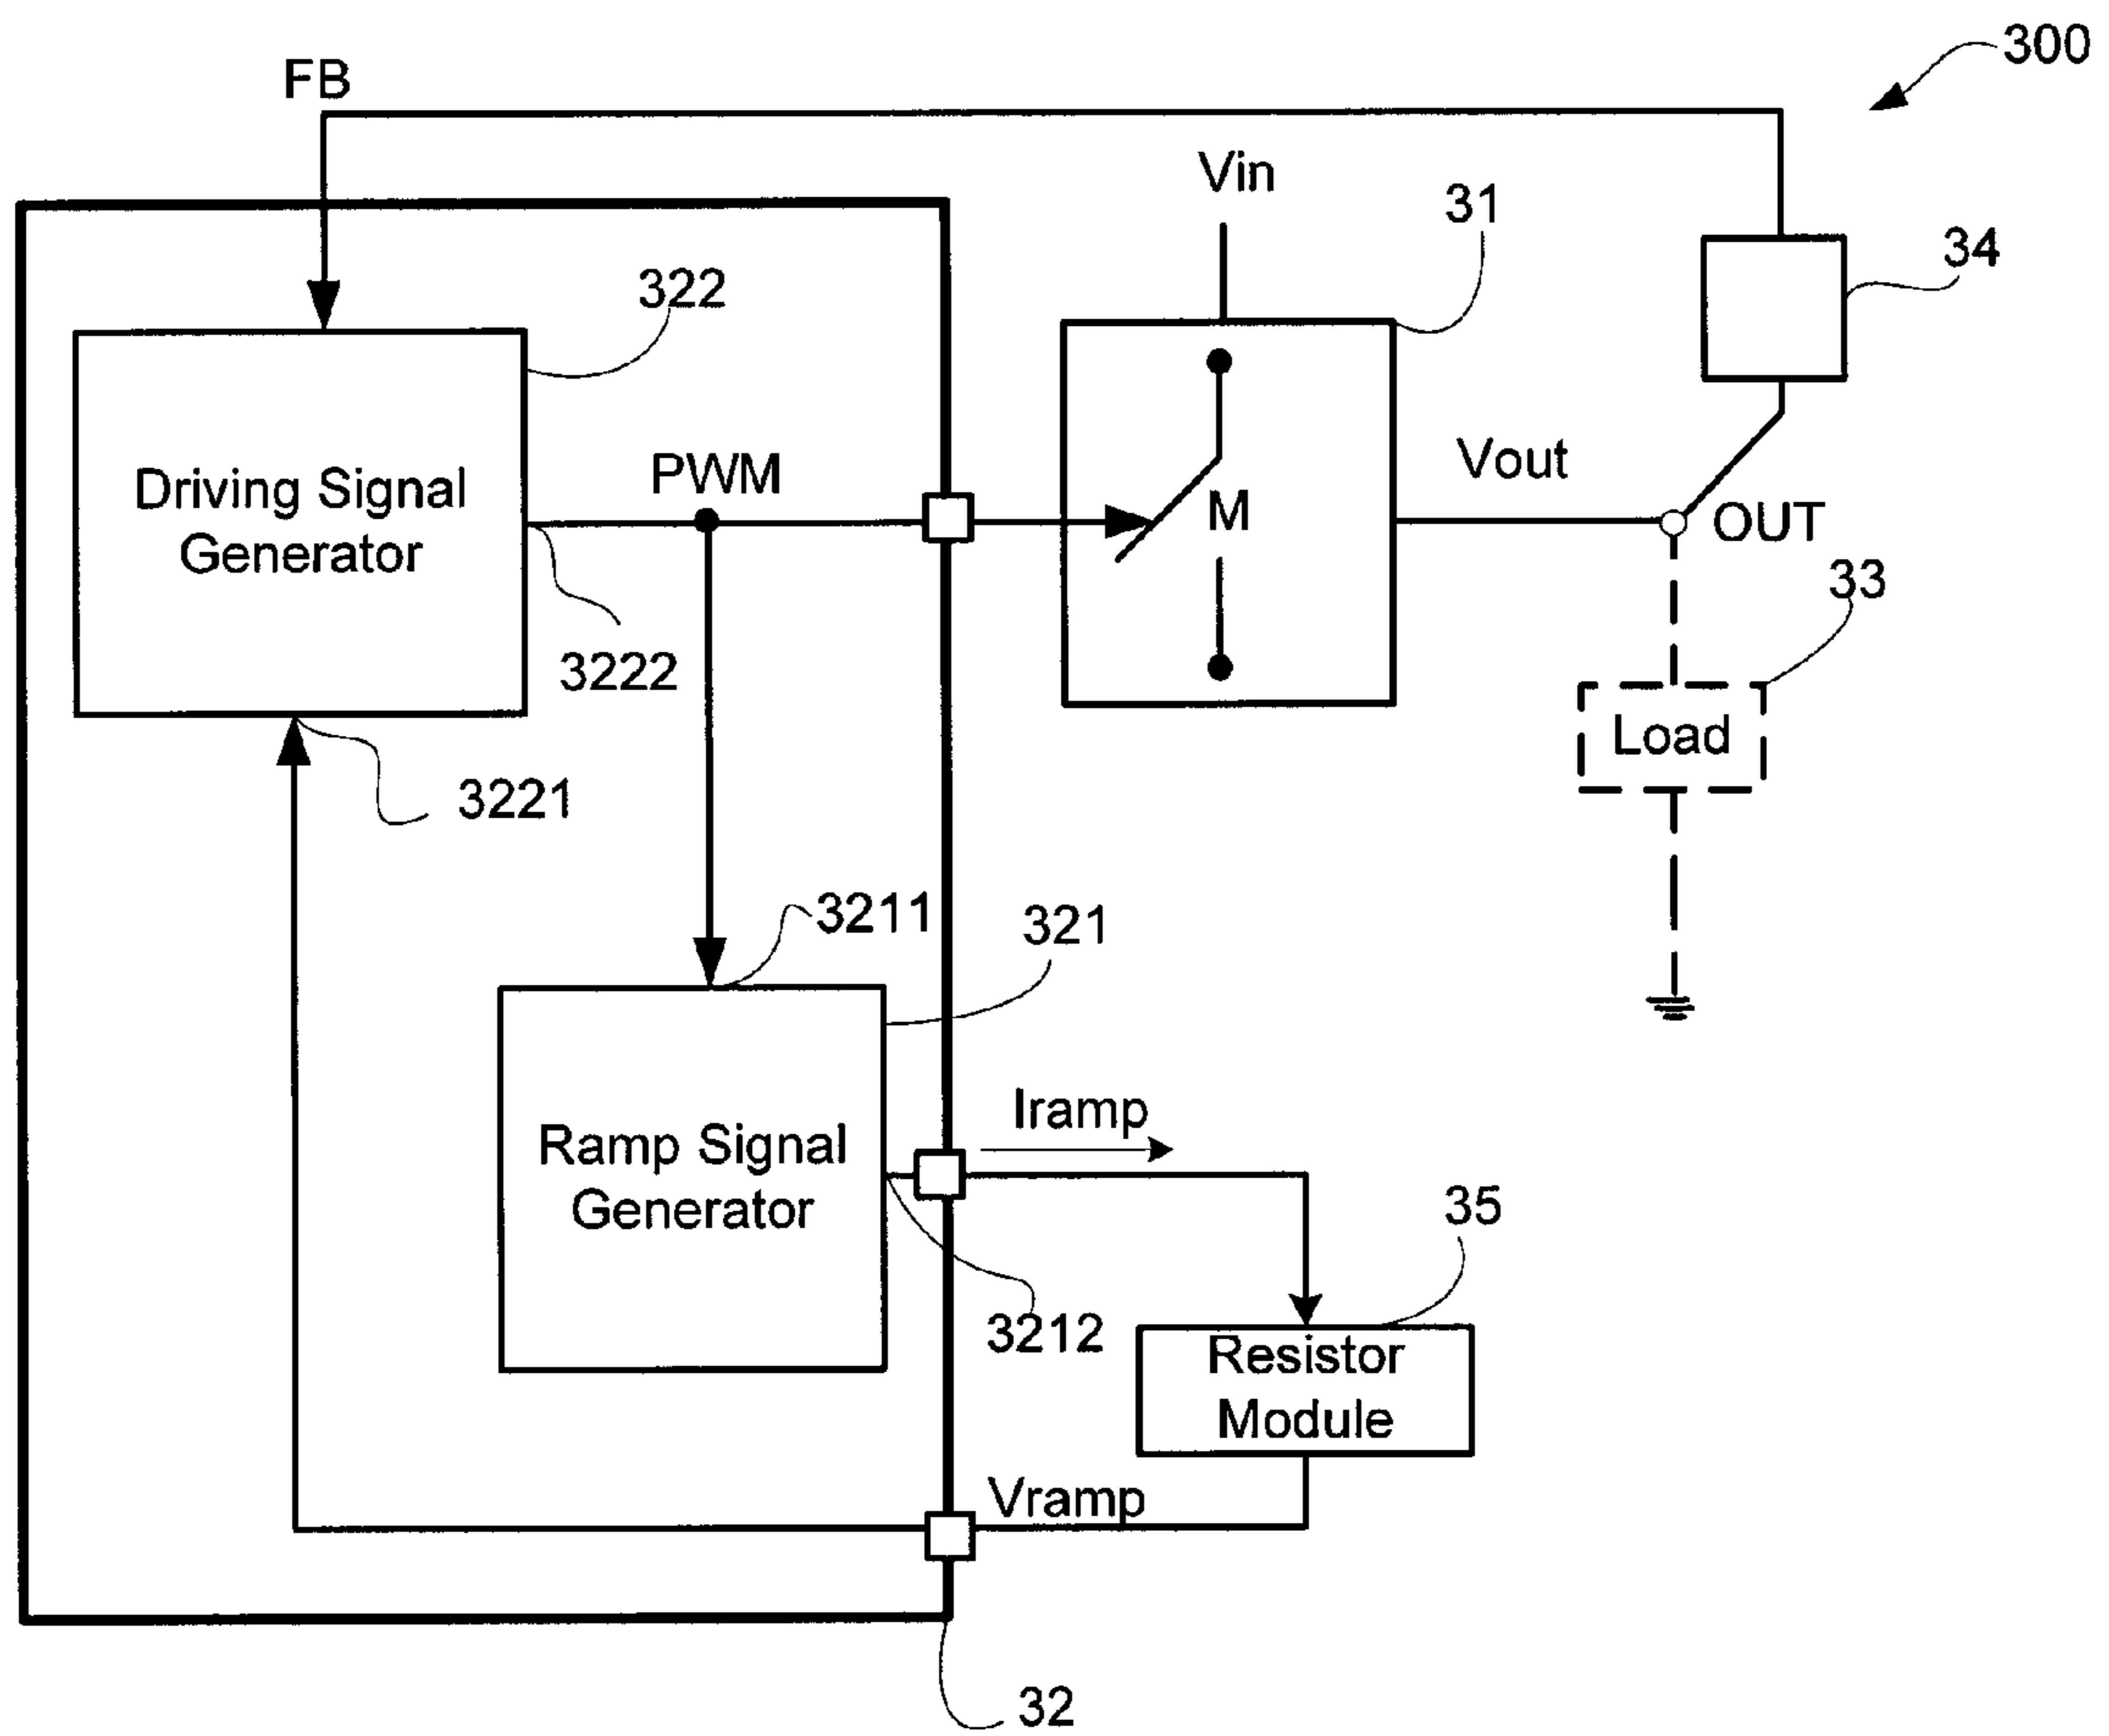 300
FB
Vin
31
34
322
Driving Signal
Generator
PWM
M
Vout
OUT
3222
33
Load
3221
3211
321
Iramp
Ramp Signal
Generator
35
3212
Resistor
Module
Vramp
32